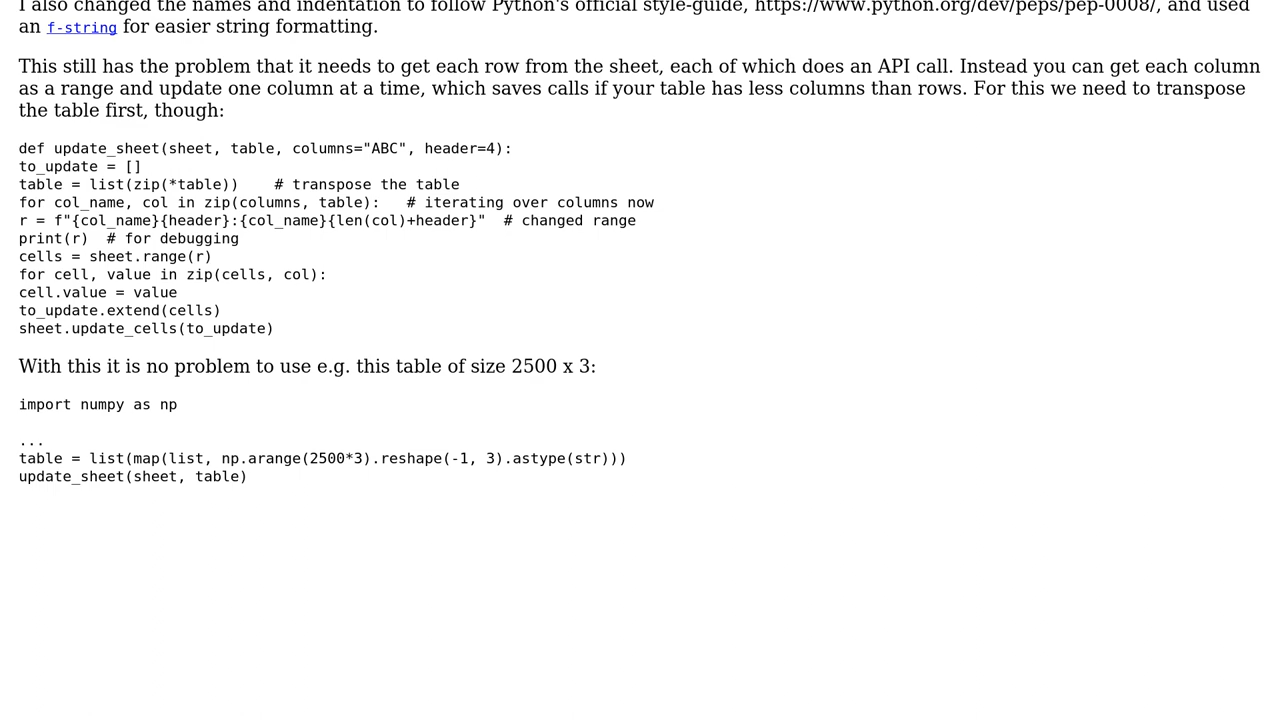 I also changed the names and indentation to follow Python's official style-guide, https://www.python.org/dev/peps/pep-0008/, and used
an f-string for easier string formatting.
This still has the problem that it needs to get each row from the sheet, each of which does an API call. Instead you can get each column
as a range and update one column at a time, which saves calls if your table has less columns than rows. For this we need to transpose
the table first, though:
def update_sheet(sheet, table, columns="ABC", header=4):
to_update = []
table = list(zip(*table))    # transpose the table
for col_name, col in zip(columns, table):   # iterating over columns now
r = f"{col_name}{header}:{col_name}{len(col)+header}"  # changed range
print(r)  # for debugging
cells = sheet.range(r)
for cell, value in zip(cells, col):
cell.value = value
to_update.extend(cells)
sheet.update_cells(to_update)
With this it is no problem to use e.g. this table of size 2500 x 3:
import numpy as np
...
table = list(map(list, np.arange(2500*3).reshape(-1, 3).astype(str)))
update_sheet(sheet, table)